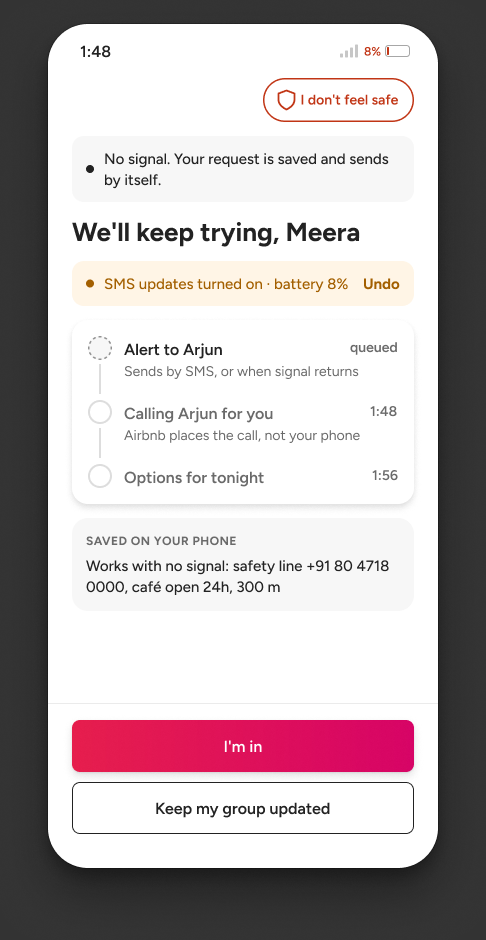 1:48
8%
I don't feel safe
No signal. Your request is saved and sends
by itself.
We'll keep trying, Meera
SMS updates turned on · battery 8%
Undo
Alert to Arjun
queued
Sends by SMS, or when signal returns
Calling Arjun for you
1:48
Airbnb places the call, not your phone
Options for tonight
1:56
SAVED ON YOUR PHONE
Works with no signal: safety line +91 80 4718
0000, café open 24h, 300 m
I'm in
Keep my group updated